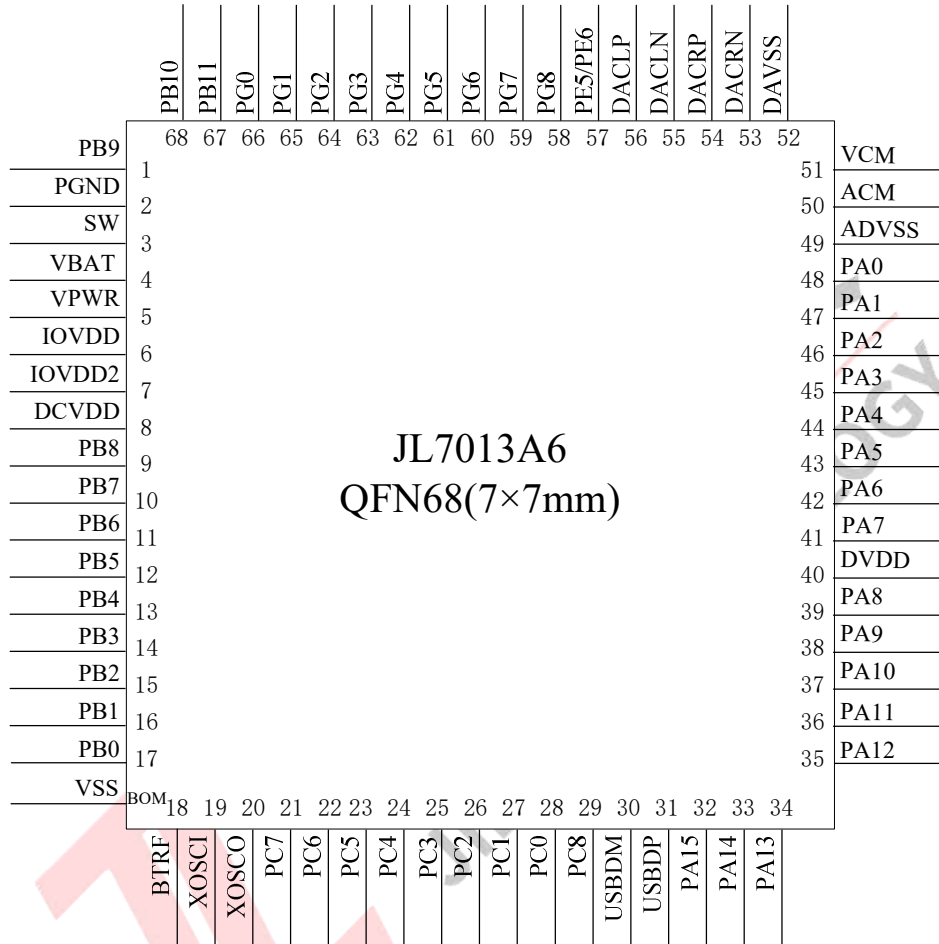 PB10
PB11
PG0
PG1
PG2
PG3
PG4
PG5
PG6
PG7
PG8
PE5/PE6
DACLP
DACLN
DACRP
DACRN
DAVSS
68 67 66 65 64 63 62 61 60 59 58 57 56 55 54 53 52
PB9 1
PGND 2
SW 3
VBAT 4
VPWR 5
IOVDD 6
IOVDD2 7
DCVDD 8
PB8 9
PB7 10
PB6 11
PB5 12
PB4 13
PB3 14
PB2 15
PB1 16
PB0 17
VSS BOM
JL7013A6
QFN68(7×7mm)
51 VCM
50 ACM
49 ADVSS
48 PA0
47 PA1
46 PA2
45 PA3
44 PA4
43 PA5
42 PA6
41 PA7
40 DVDD
39 PA8
38 PA9
37 PA10
36 PA11
35 PA12
18 19 20 21 22 23 24 25 26 27 28 29 30 31 32 33 34
BTRF
XOSCI
XOSCO
PC7
PC6
PC5
PC4
PC3
PC2
PC1
PC0
PC8
USBDM
USBDP
PA15
PA14
PA13